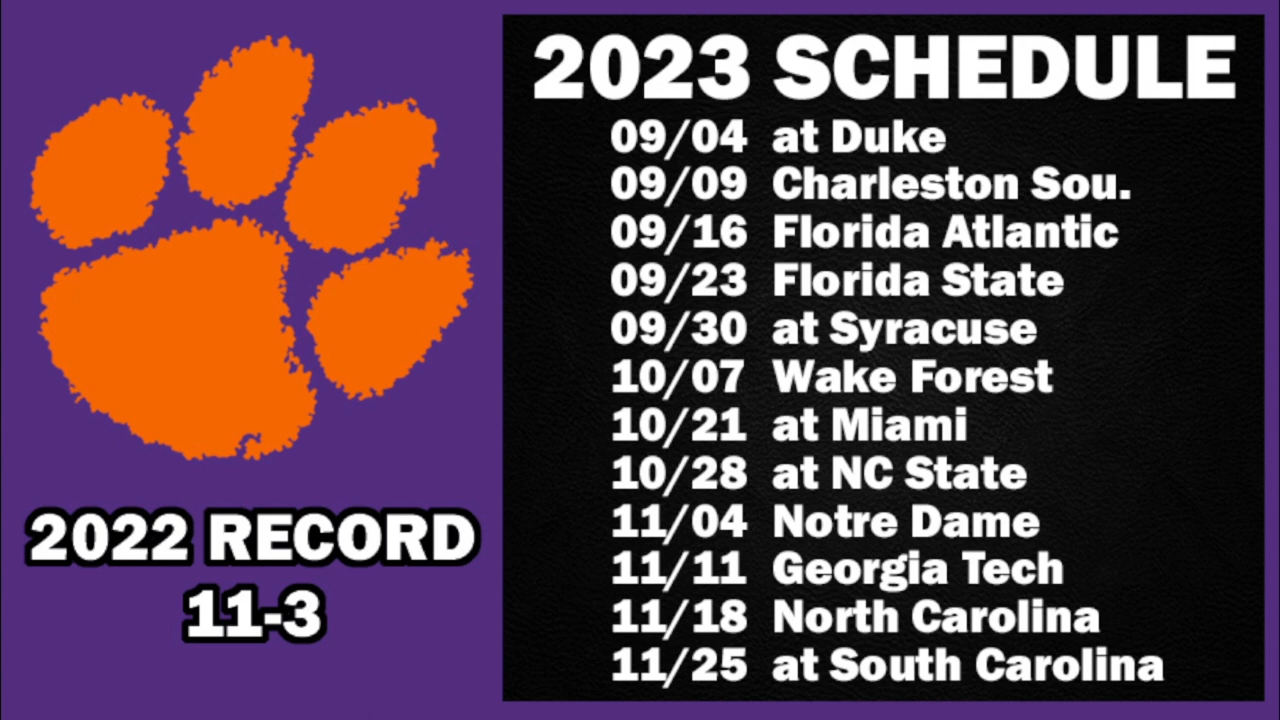 2023 SCHEDULE
09/04 at Duke
09/09 Charleston Sou.
09/16 Florida Atlantic
09/23 Florida State
09/30 at Syracuse
10/07 Wake Forest
10/21 at Miami
10/28 at NC State
11/04 Notre Dame
11/11 Georgia Tech
11/18 North Carolina
11/25 at South Carolina
2022 RECORD
11-3